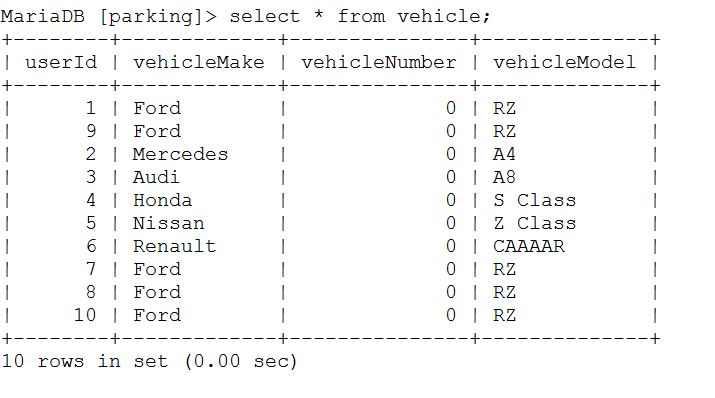 MariaDB [parking]> select * from vehicle;
+--------+-------------+---------------+--------------+
| userId | vehicleMake | vehicleNumber | vehicleModel |
+--------+-------------+---------------+--------------+
|      1 | Ford        |             0 | RZ           |
|      9 | Ford        |             0 | RZ           |
|      2 | Mercedes    |             0 | A4           |
|      3 | Audi        |             0 | A8           |
|      4 | Honda       |             0 | S Class      |
|      5 | Nissan      |             0 | Z Class      |
|      6 | Renault     |             0 | CAAAAR       |
|      7 | Ford        |             0 | RZ           |
|      8 | Ford        |             0 | RZ           |
|     10 | Ford        |             0 | RZ           |
+--------+-------------+---------------+--------------+
10 rows in set (0.00 sec)